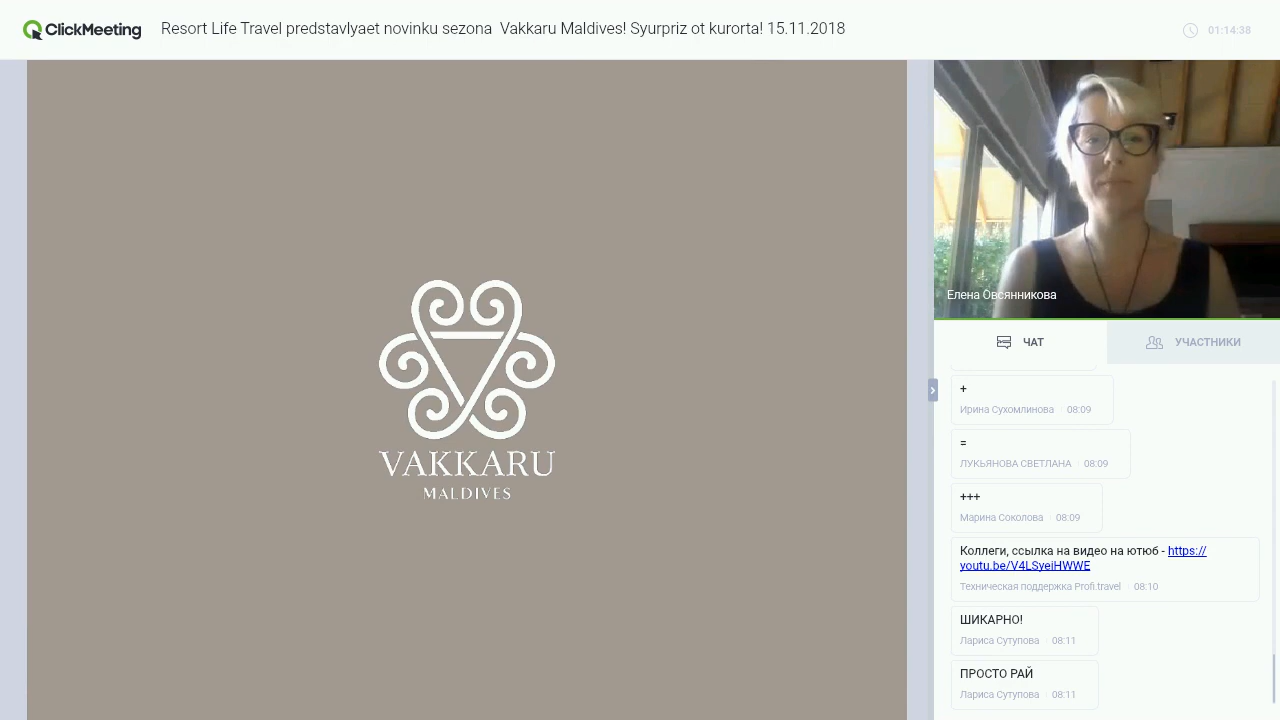 ClickMeeting
Resort Life Travel predstavlyaet novinku sezona  Vakkaru Maldives! Syurpriz ot kurorta! 15.11.2018
01:14:38
VAKKARU
MALDIVES
Елена Овсянникова
ЧАТ
УЧАСТНИКИ
+
Ирина Сухомлинова · 08:09
=
ЛУКЬЯНОВА СВЕТЛАНА · 08:09
+++
Марина Соколова · 08:09
Коллеги, ссылка на видео на ютюб - https://
youtu.be/V4LSyejHWWE
Техническая поддержка Profi.travel · 08:10
ШИКАРНО!
Лариса Сутупова · 08:11
ПРОСТО РАЙ
Лариса Сутупова · 08:11